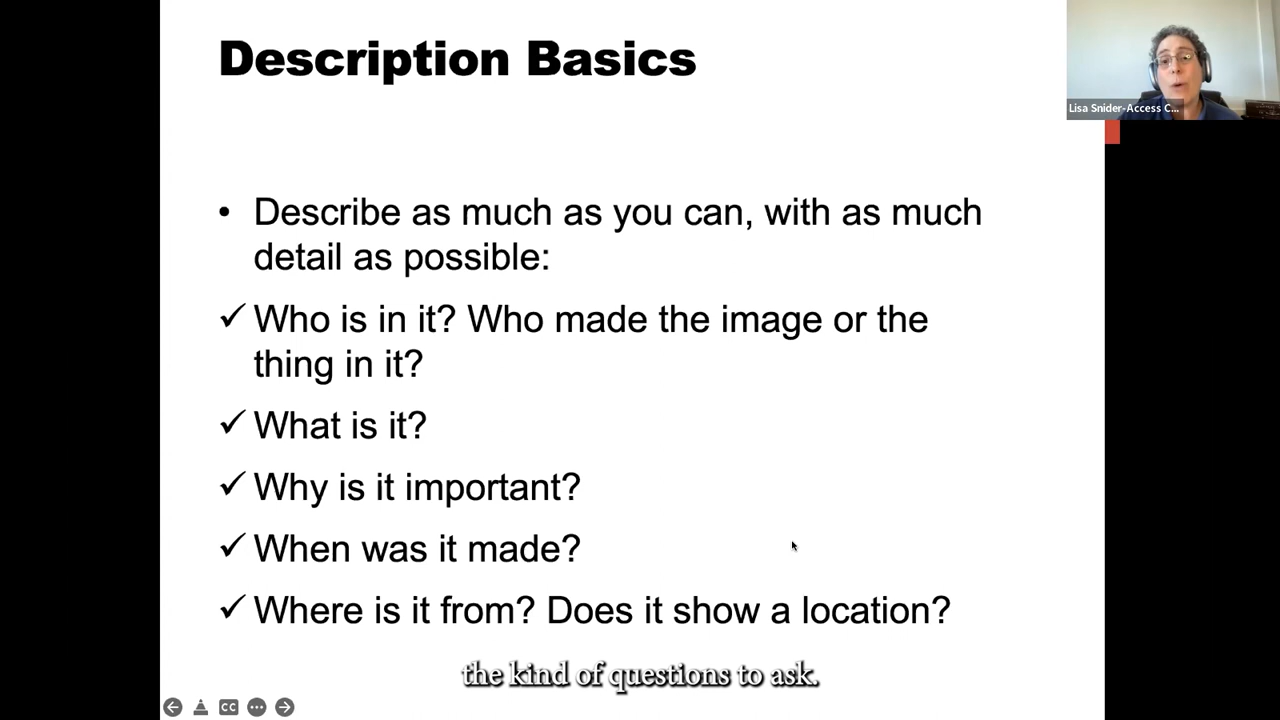 Description Basics
Lisa Snider-Access C...
• Describe as much as you can, with as much
detail as possible:
✓ Who is in it? Who made the image or the
thing in it?
✓ What is it?
✓ Why is it important?
✓ When was it made?
✓ Where is it from? Does it show a location?
the kind of questions to ask.
CC